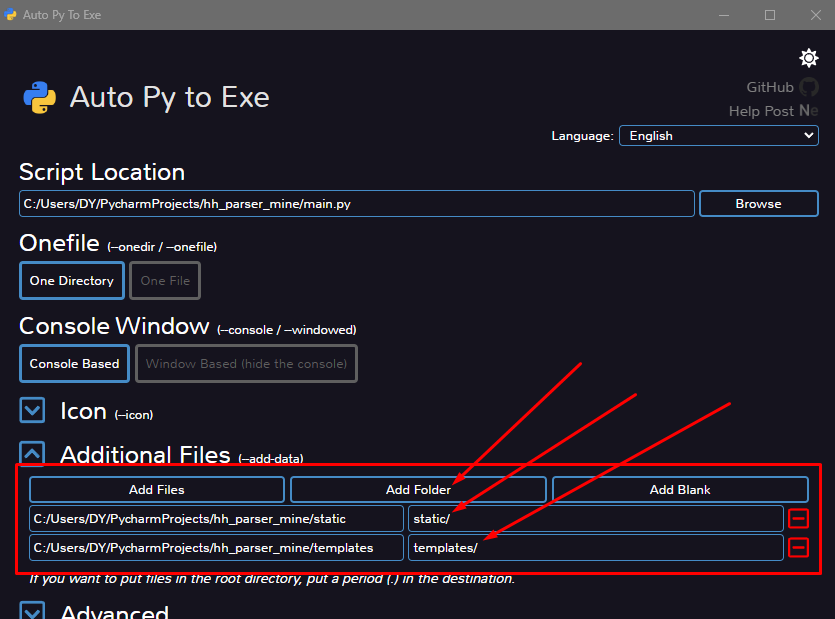 Auto Py To Exe
Auto Py to Exe
GitHub
Help Post Ne
Language: English
Script Location
C:/Users/DY/PycharmProjects/hh_parser_mine/main.py Browse
Onefile (--onedir / --onefile)
One Directory One File
Console Window (--console / --windowed)
Console Based Window Based (hide the console)
Icon (--icon)
Additional Files (--add-data)
Add Files Add Folder Add Blank
C:/Users/DY/PycharmProjects/hh_parser_mine/static static/
C:/Users/DY/PycharmProjects/hh_parser_mine/templates templates/
If you want to put files in the root directory, put a period (.) in the destination.
Advanced